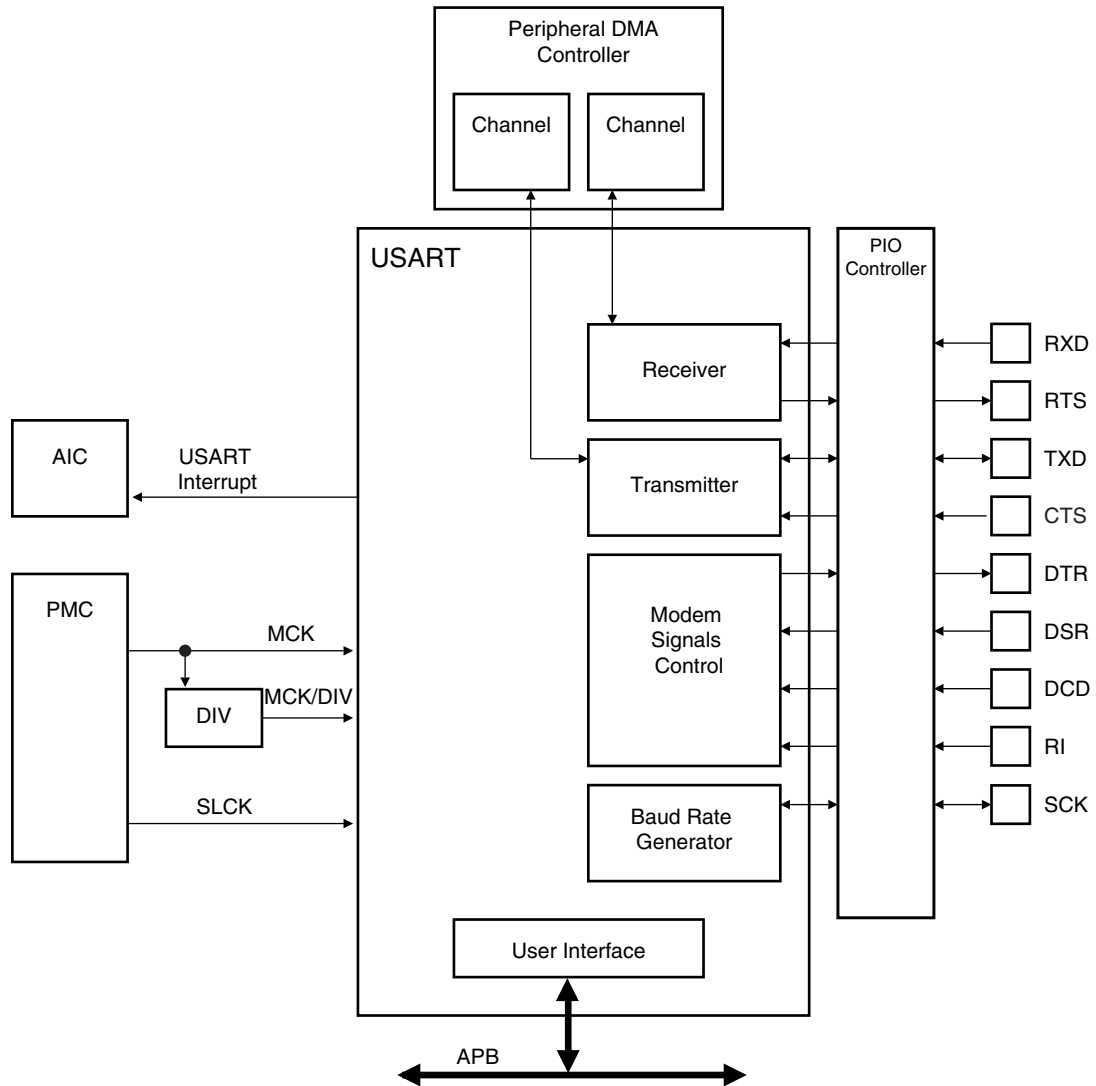 Peripheral DMA
Controller
Channel
Channel
USART
PIO
Controller
Receiver
RXD
RTS
AIC
USART
Interrupt
Transmitter
TXD
CTS
PMC
MCK
DIV
MCK/DIV
SLCK
Modem
Signals
Control
DTR
DSR
DCD
RI
Baud Rate
Generator
SCK
User Interface
APB